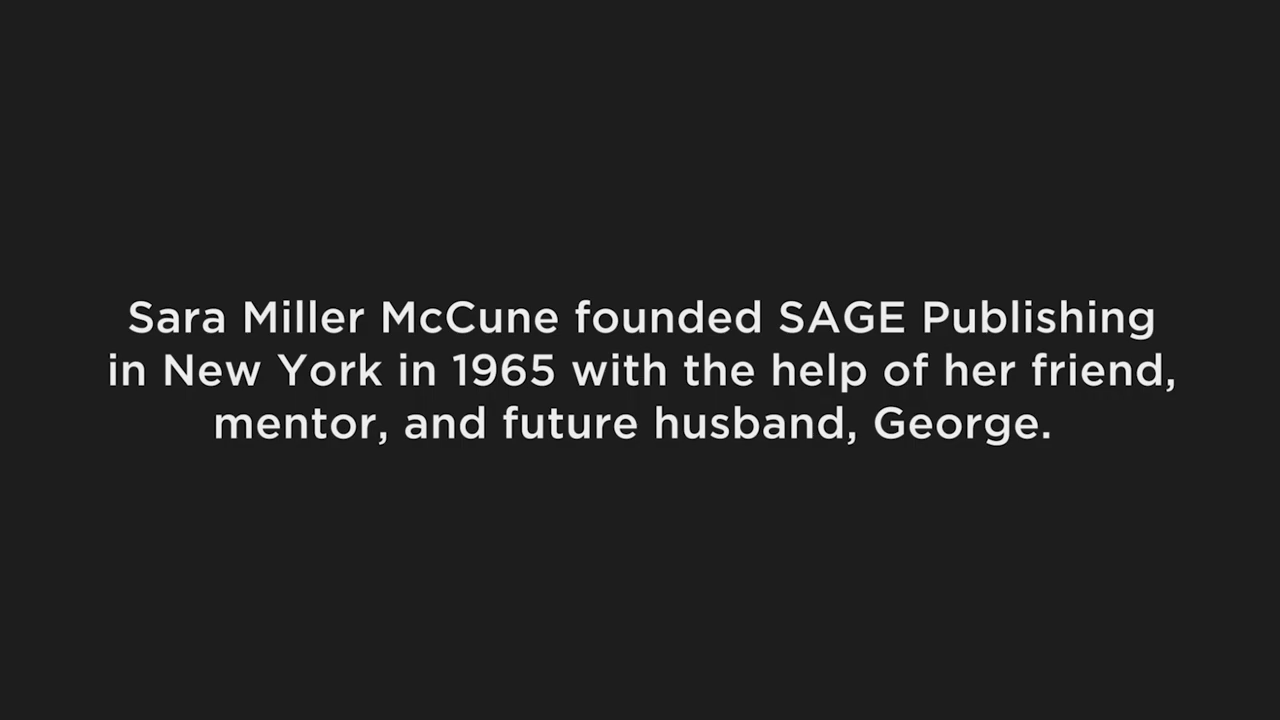 Sara Miller McCune founded SAGE Publishing
in New York in 1965 with the help of her friend,
mentor, and future husband, George.